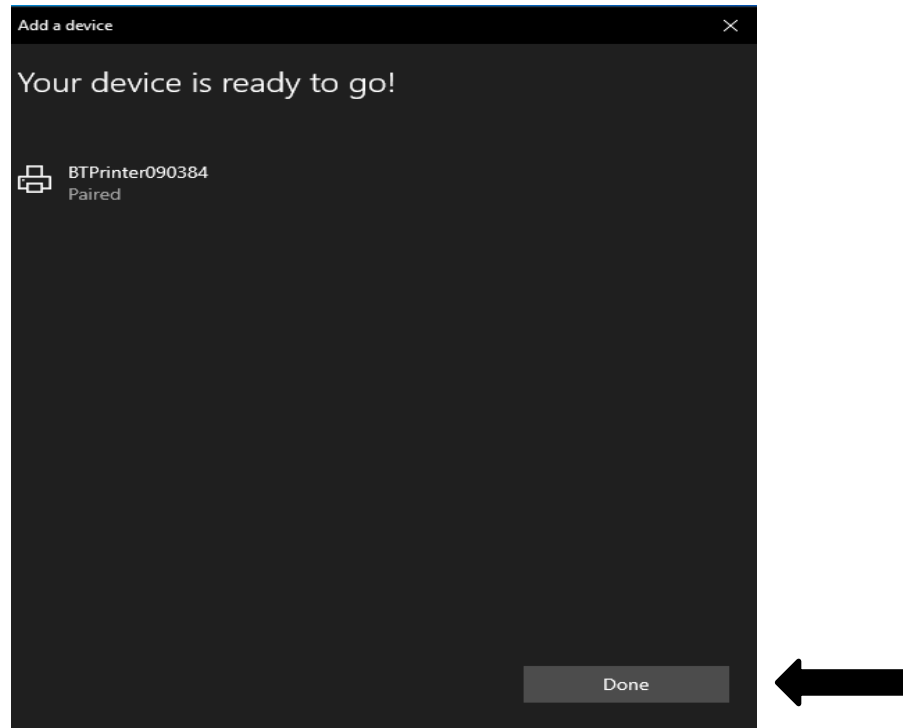 Add a device
Your device is ready to go!
BTPrinter090384
Paired
Done